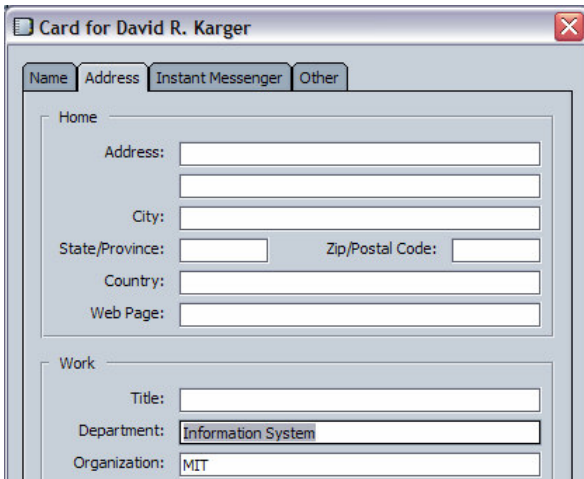 Card for David R. Karger
Name Address Instant Messenger Other
Home
Address:
City:
State/Province: Zip/Postal Code:
Country:
Web Page:
Work
Title:
Department: Information System
Organization: MIT